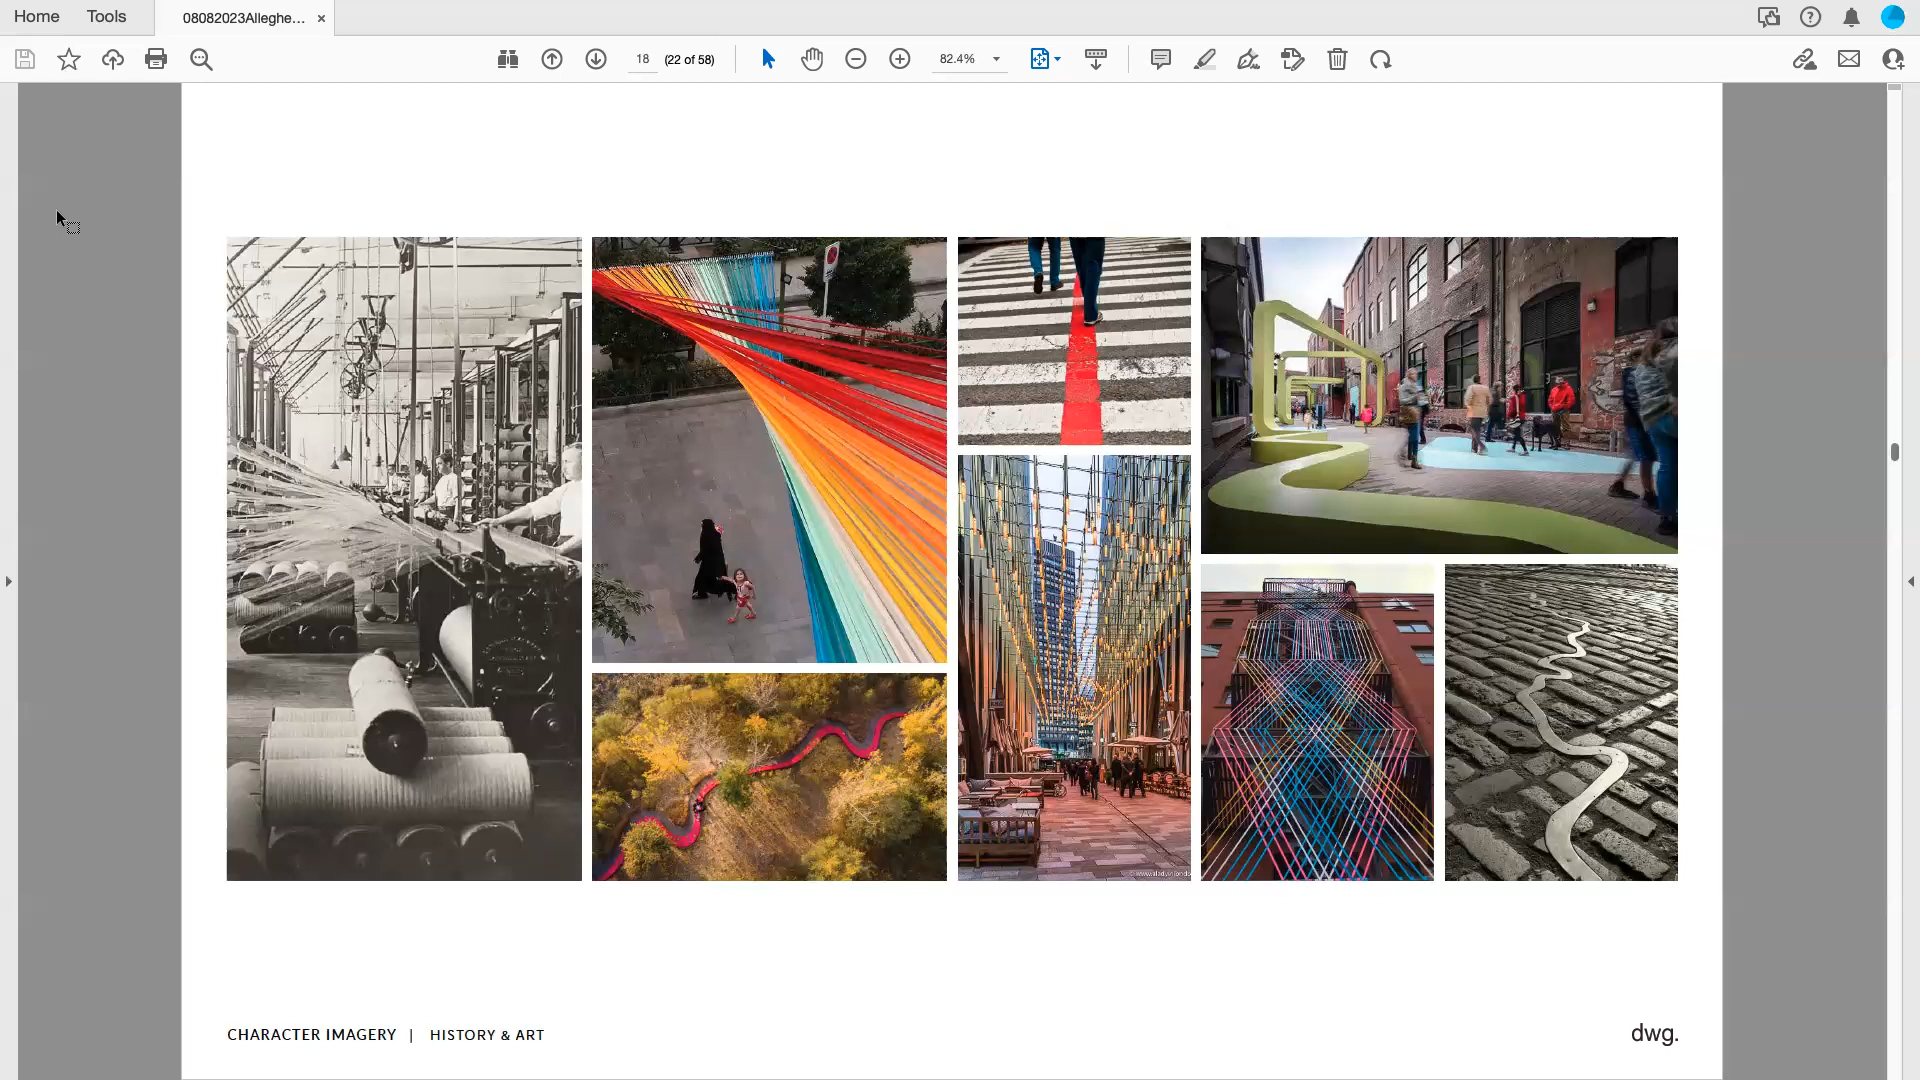 Home Tools 08082023Alleghe... ×
18 (22 of 58) 82.4%
CHARACTER IMAGERY | HISTORY & ART
dwg.